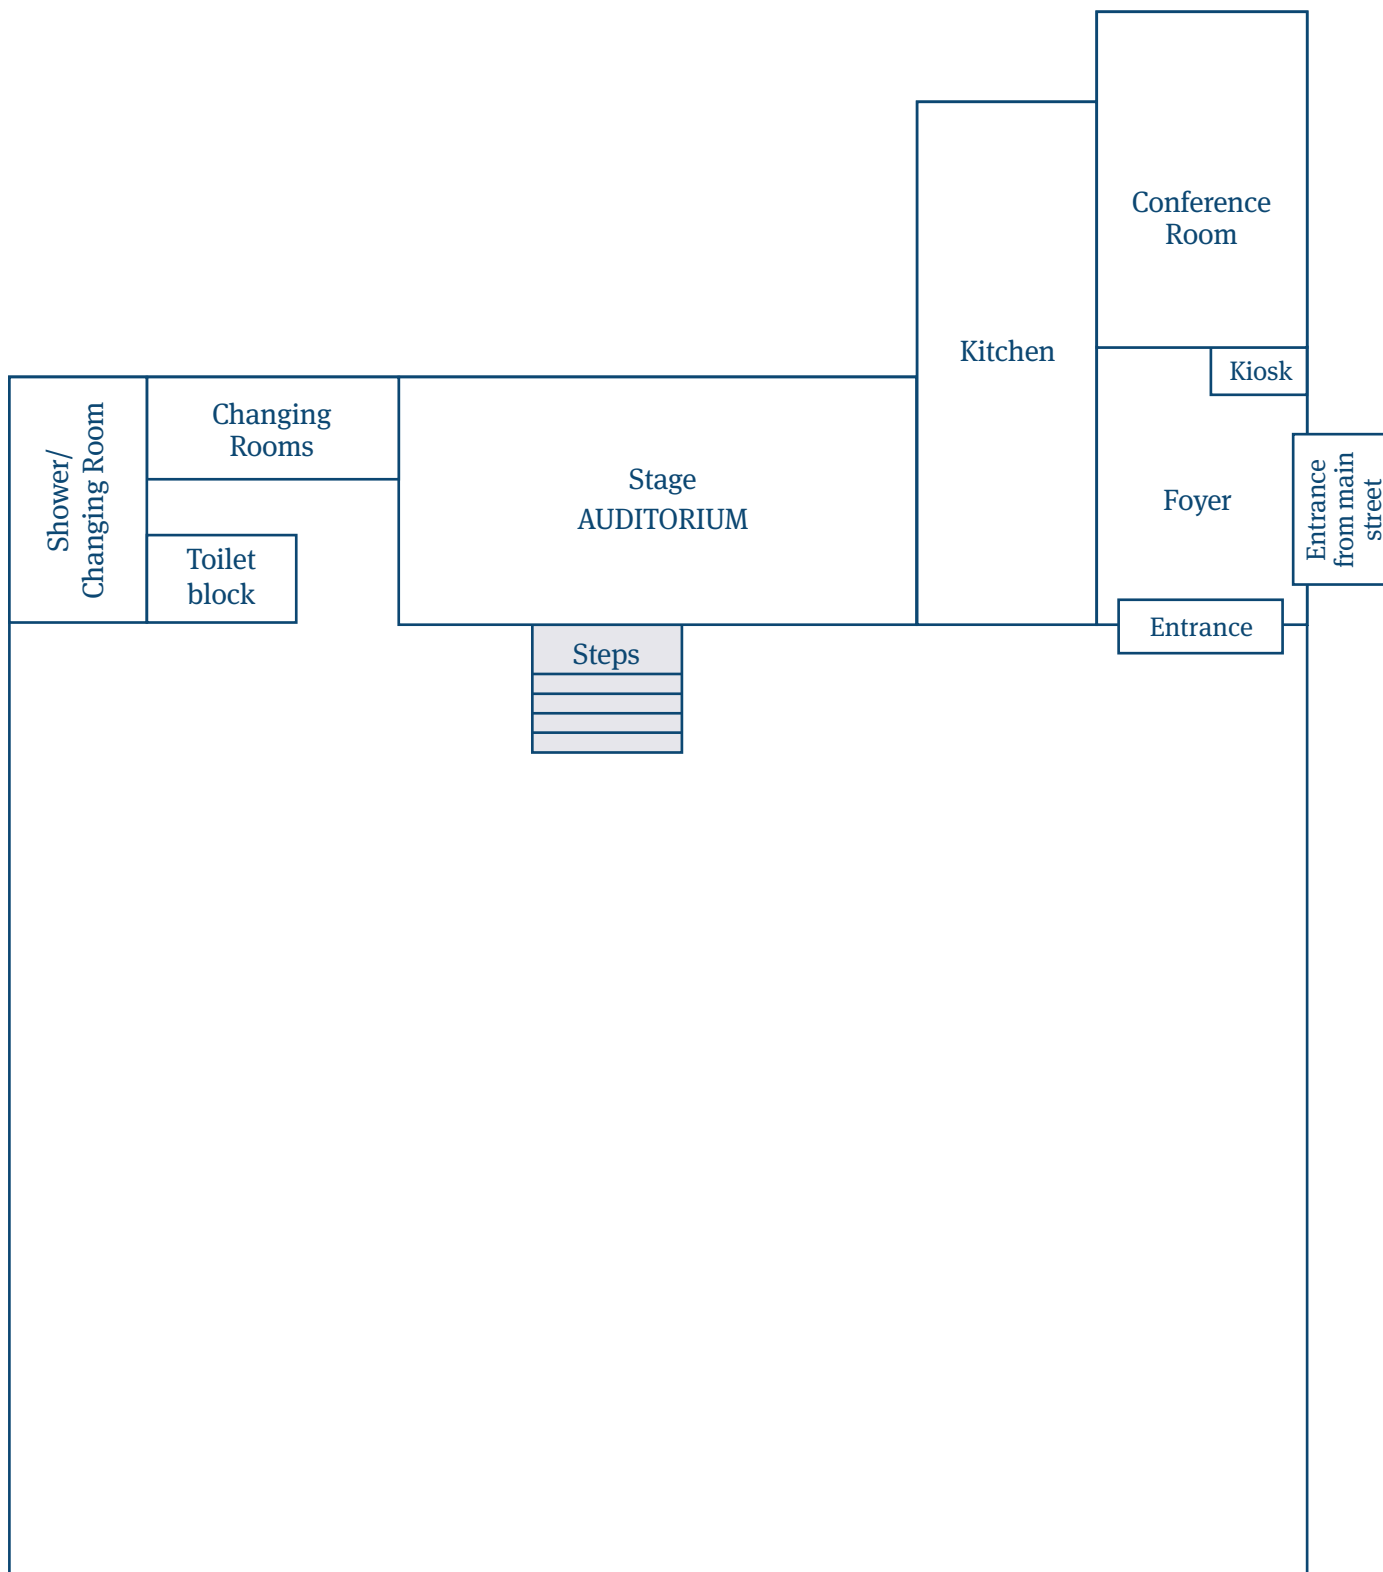 Conference
Room
Kitchen
Kiosk
Shower/
Changing Room
Changing
Rooms
Stage
AUDITORIUM
Foyer
Entrance
from main
street
Toilet
block
Entrance
Steps